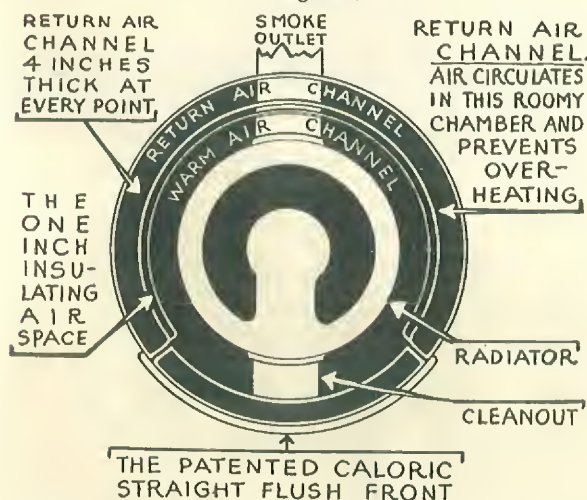 RETURN AIR
CHANNEL
4 INCHES
THICK AT
EVERY POINT
SMOKE
OUTLET
RETURN AIR
CHANNEL.
AIR CIRCULATES
IN THIS ROOMY
CHAMBER AND
PREVENTS
OVER-
HEATING
RETURN AIR CHANNEL
WARM AIR CHANNEL
THE
ONE
INCH
INSU-
LATING
AIR
SPACE
RADIATOR
CLEANOUT
THE PATENTED CALORIC
STRAIGHT FLUSH FRONT